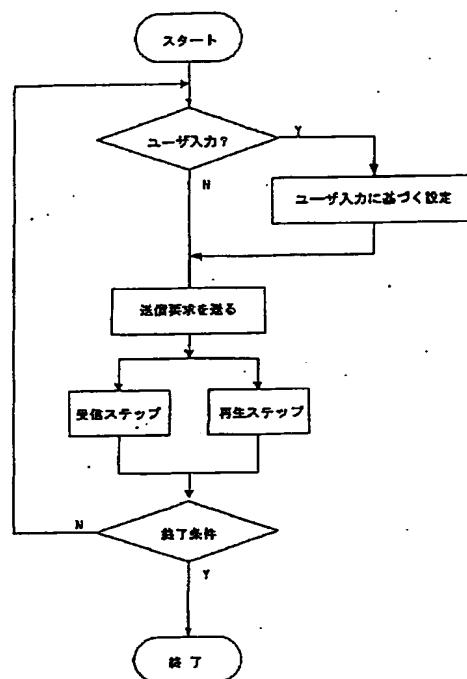 スタート
ユーザ入力?
Y
N
ユーザ入力に基づく設定
送信要求を送る
受信ステップ
再生ステップ
N
終了条件
Y
終 了